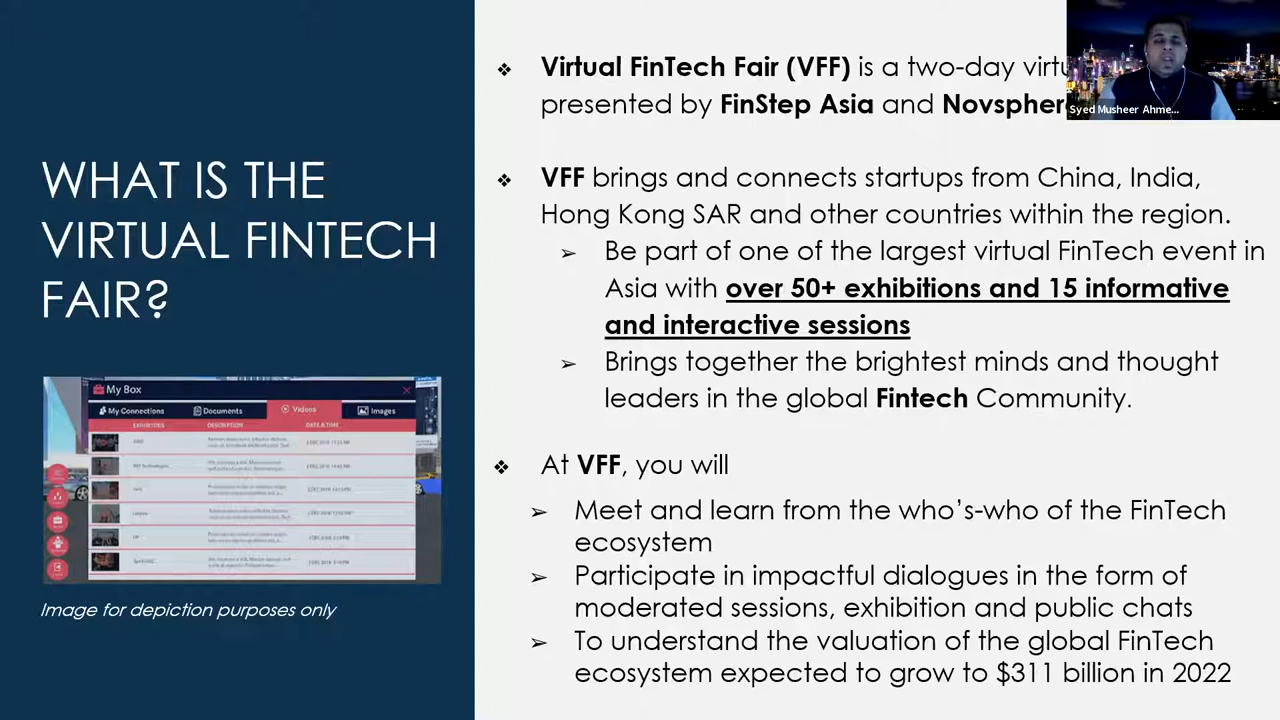 WHAT IS THE
VIRTUAL FINTECH
FAIR?
My Box
My Connections
Documents
Videos
Images
EXHIBITORS
DESCRIPTION
DATE & TIME
Image for depiction purposes only
❖ Virtual FinTech Fair (VFF) is a two-day
presented by FinStep Asia and
Syed Musheer Ahme...
❖ VFF brings and connects startups from China, India,
Hong Kong SAR and other countries within the region.
➢ Be part of one of the largest virtual FinTech event in
Asia with over 50+ exhibitions and 15 informative
and interactive sessions
➢ Brings together the brightest minds and thought
leaders in the global Fintech Community.
❖ At VFF, you will
➢ Meet and learn from the who’s-who of the FinTech
ecosystem
➢ Participate in impactful dialogues in the form of
moderated sessions, exhibition and public chats
➢ To understand the valuation of the global FinTech
ecosystem expected to grow to $311 billion in 2022